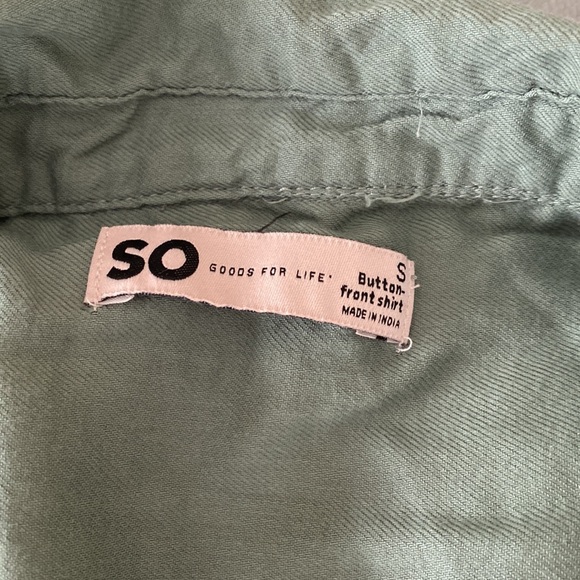 SO GOODS FOR LIFE
S
Button-
front shirt
MADE IN INDIA